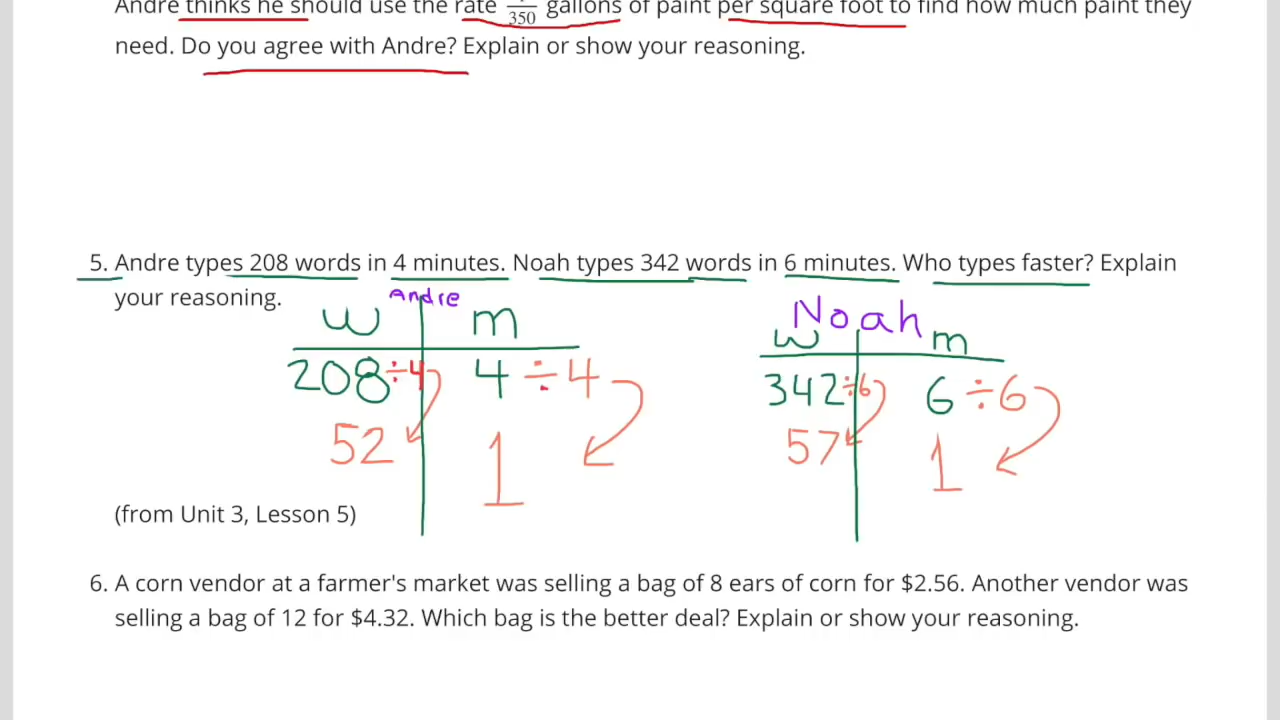 Andre thinks he should use the rate /350 gallons of paint per square foot to find how much paint they
need. Do you agree with Andre? Explain or show your reasoning.
5. Andre types 208 words in 4 minutes. Noah types 342 words in 6 minutes. Who types faster? Explain
your reasoning.
Andre
w m
208÷4 4÷4
52 1
Noah
w m
342÷6 6÷6
57 1
(from Unit 3, Lesson 5)
6. A corn vendor at a farmer's market was selling a bag of 8 ears of corn for $2.56. Another vendor was
selling a bag of 12 for $4.32. Which bag is the better deal? Explain or show your reasoning.